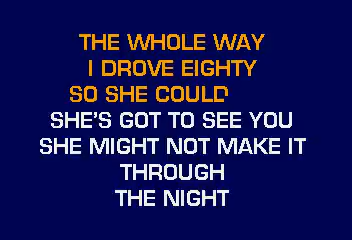 THE WHOLE WAY
I DROVE EIGHTY
SO SHE COULD
SHE'S GOT TO SEE YOU
SHE MIGHT NOT MAKE IT
THROUGH
THE NIGHT